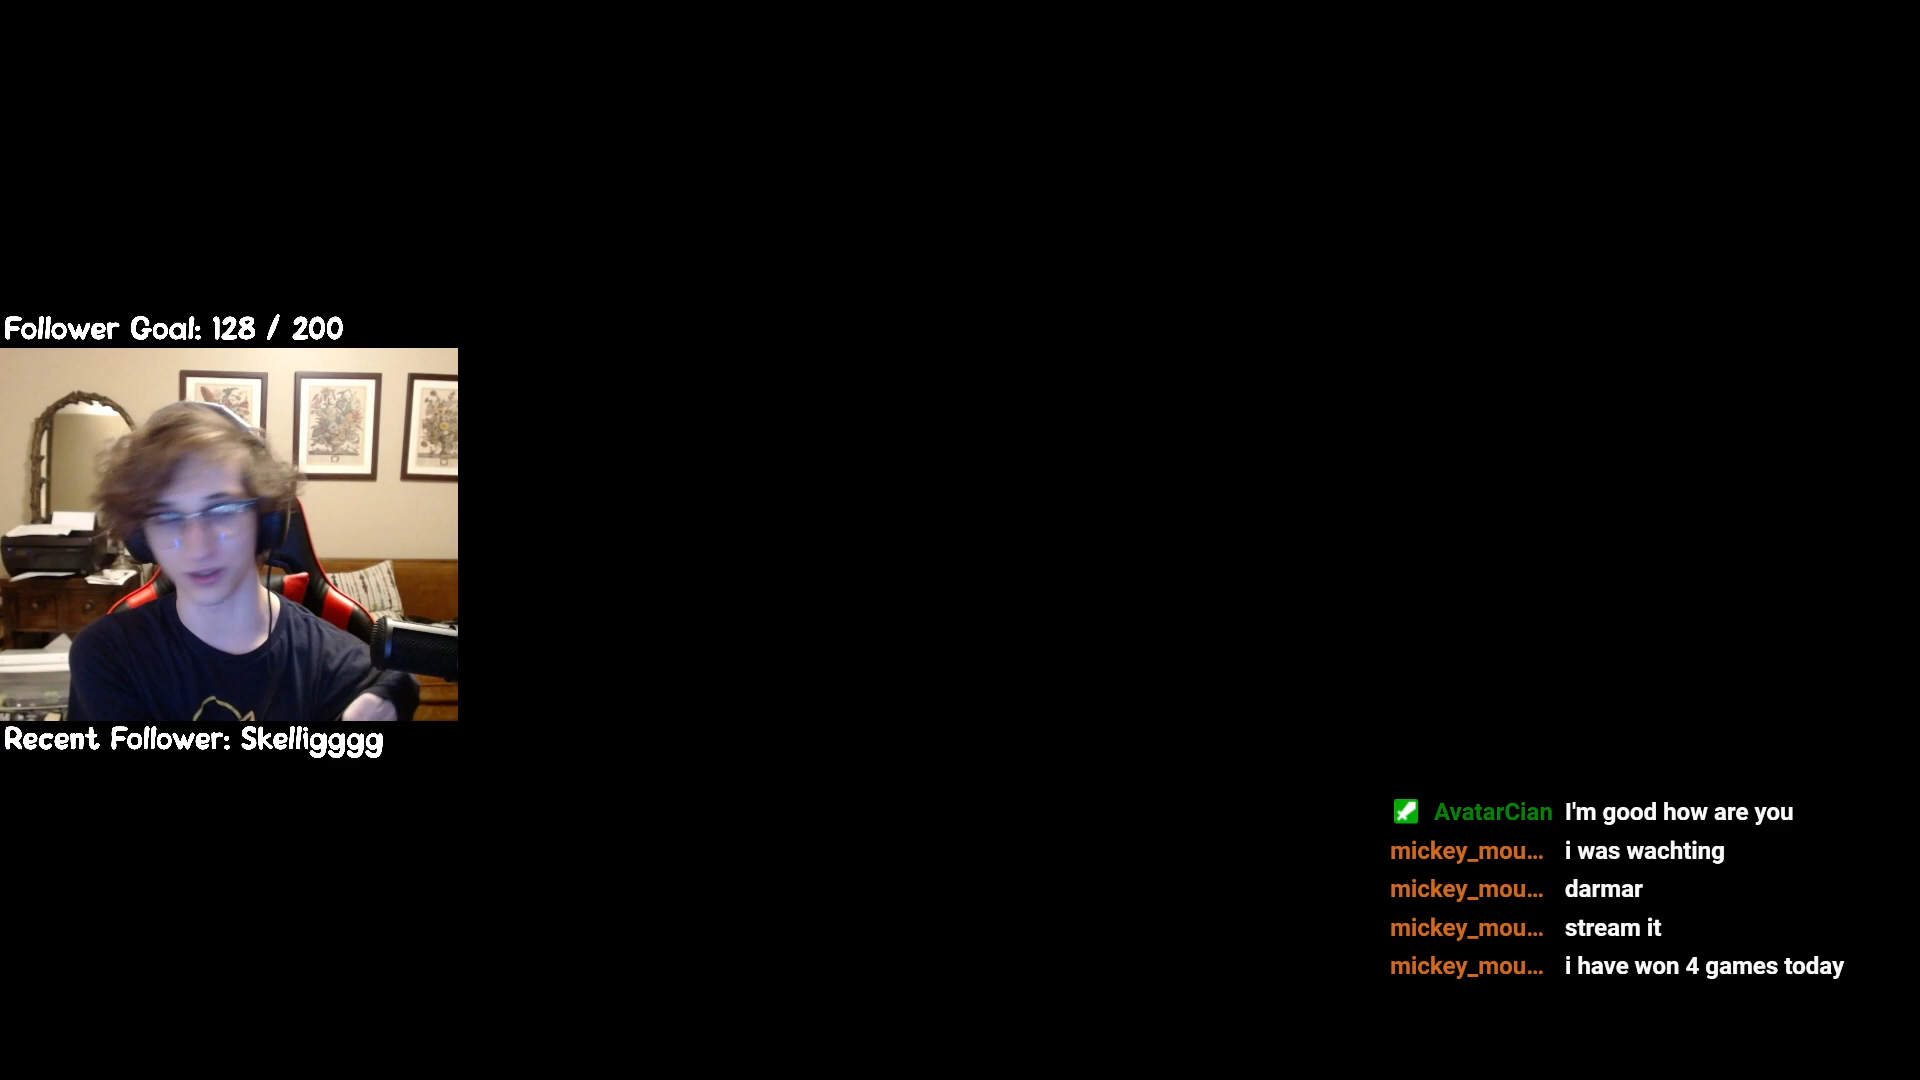 Follower Goal: 128 / 200
Recent Follower: Skelligggg
AvatarCian I'm good how are you
mickey_mou... i was wachting
mickey_mou... darmar
mickey_mou... stream it
mickey_mou... i have won 4 games today